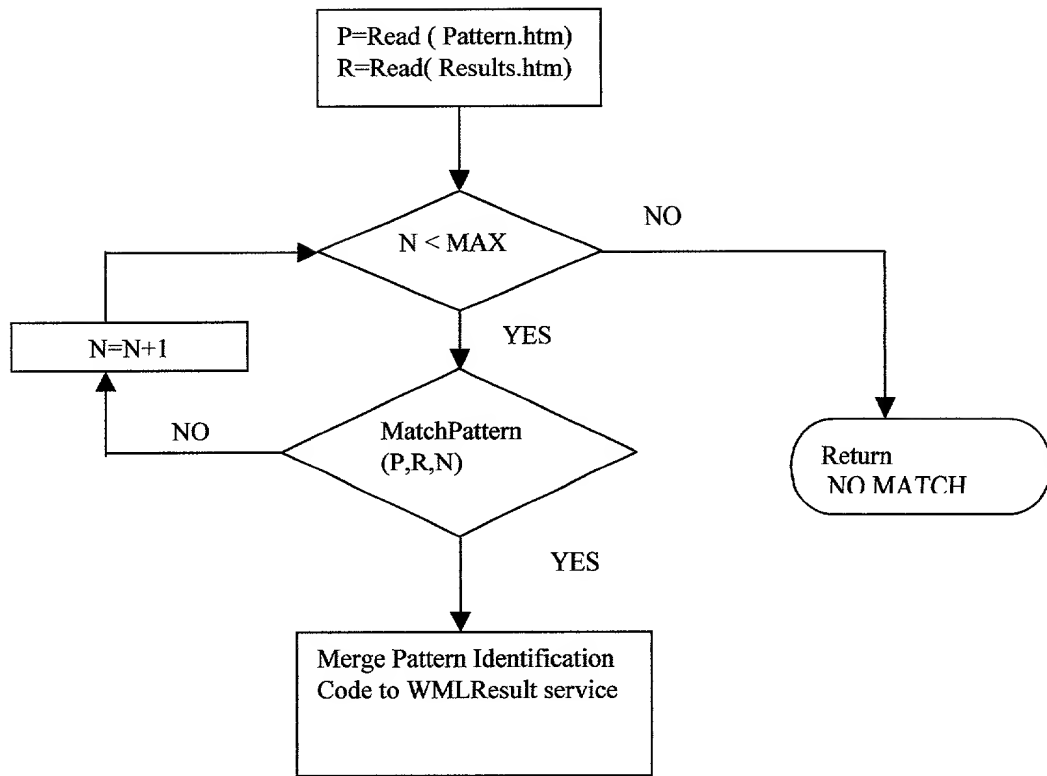 P=Read ( Pattern.htm)
R=Read( Results.htm)
N < MAX
NO
YES
N=N+1
NO
MatchPattern
(P,R,N)
Return
NO MATCH
YES
Merge Pattern Identification
Code to WMLResult service